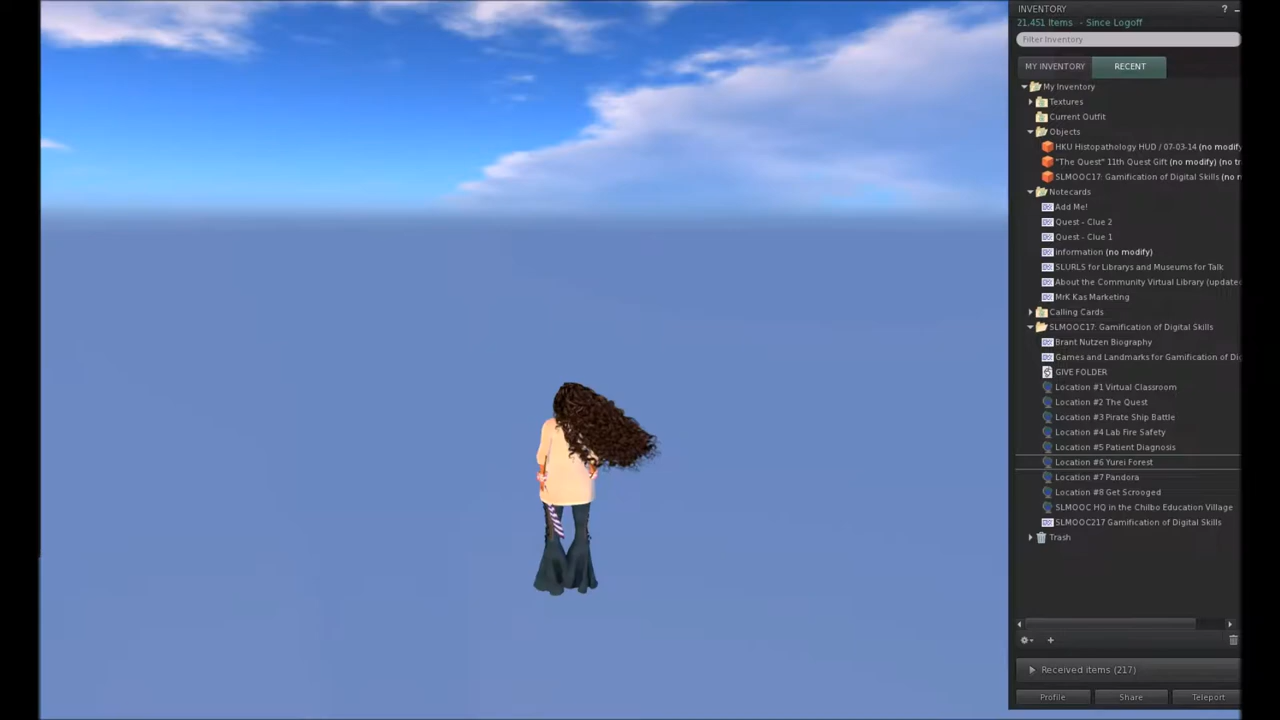 INVENTORY
21,451 Items - Since Logoff
Filter Inventory
MY INVENTORY RECENT
My Inventory
Textures
Current Outfit
Objects
HKU Histopathology HUD / 07-03-14 (no modify
"The Quest" 11th Quest Gift (no modify) (no tr
SLMOOC17: Gamification of Digital Skills (no
Notecards
Add Me!
Quest - Clue 2
Quest - Clue 1
information (no modify)
SLURLS for Librarys and Museums for Talk
About the Community Virtual Library (update
MrK Kas Marketing
Calling Cards
SLMOOC17: Gamification of Digital Skills
Brant Nutzen Biography
Games and Landmarks for Gamification of Di
GIVE FOLDER
Location #1 Virtual Classroom
Location #2 The Quest
Location #3 Pirate Ship Battle
Location #4 Lab Fire Safety
Location #5 Patient Diagnosis
Location #6 Yurei Forest
Location #7 Pandora
Location #8 Get Scrooged
SLMOOC HQ in the Chilbo Education Village
SLMOOC217 Gamification of Digital Skills
Trash
Received items (217)
Profile Share Teleport